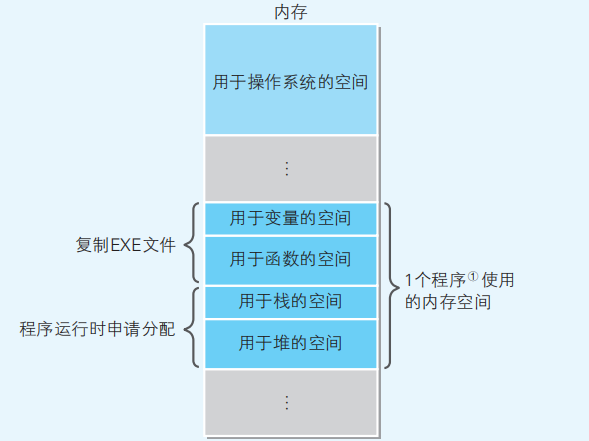 内存
用于操作系统的空间
⋮
用于变量的空间
用于函数的空间
复制EXE文件
用于栈的空间
用于堆的空间
程序运行时申请分配
1个程序①使用
的内存空间
⋮